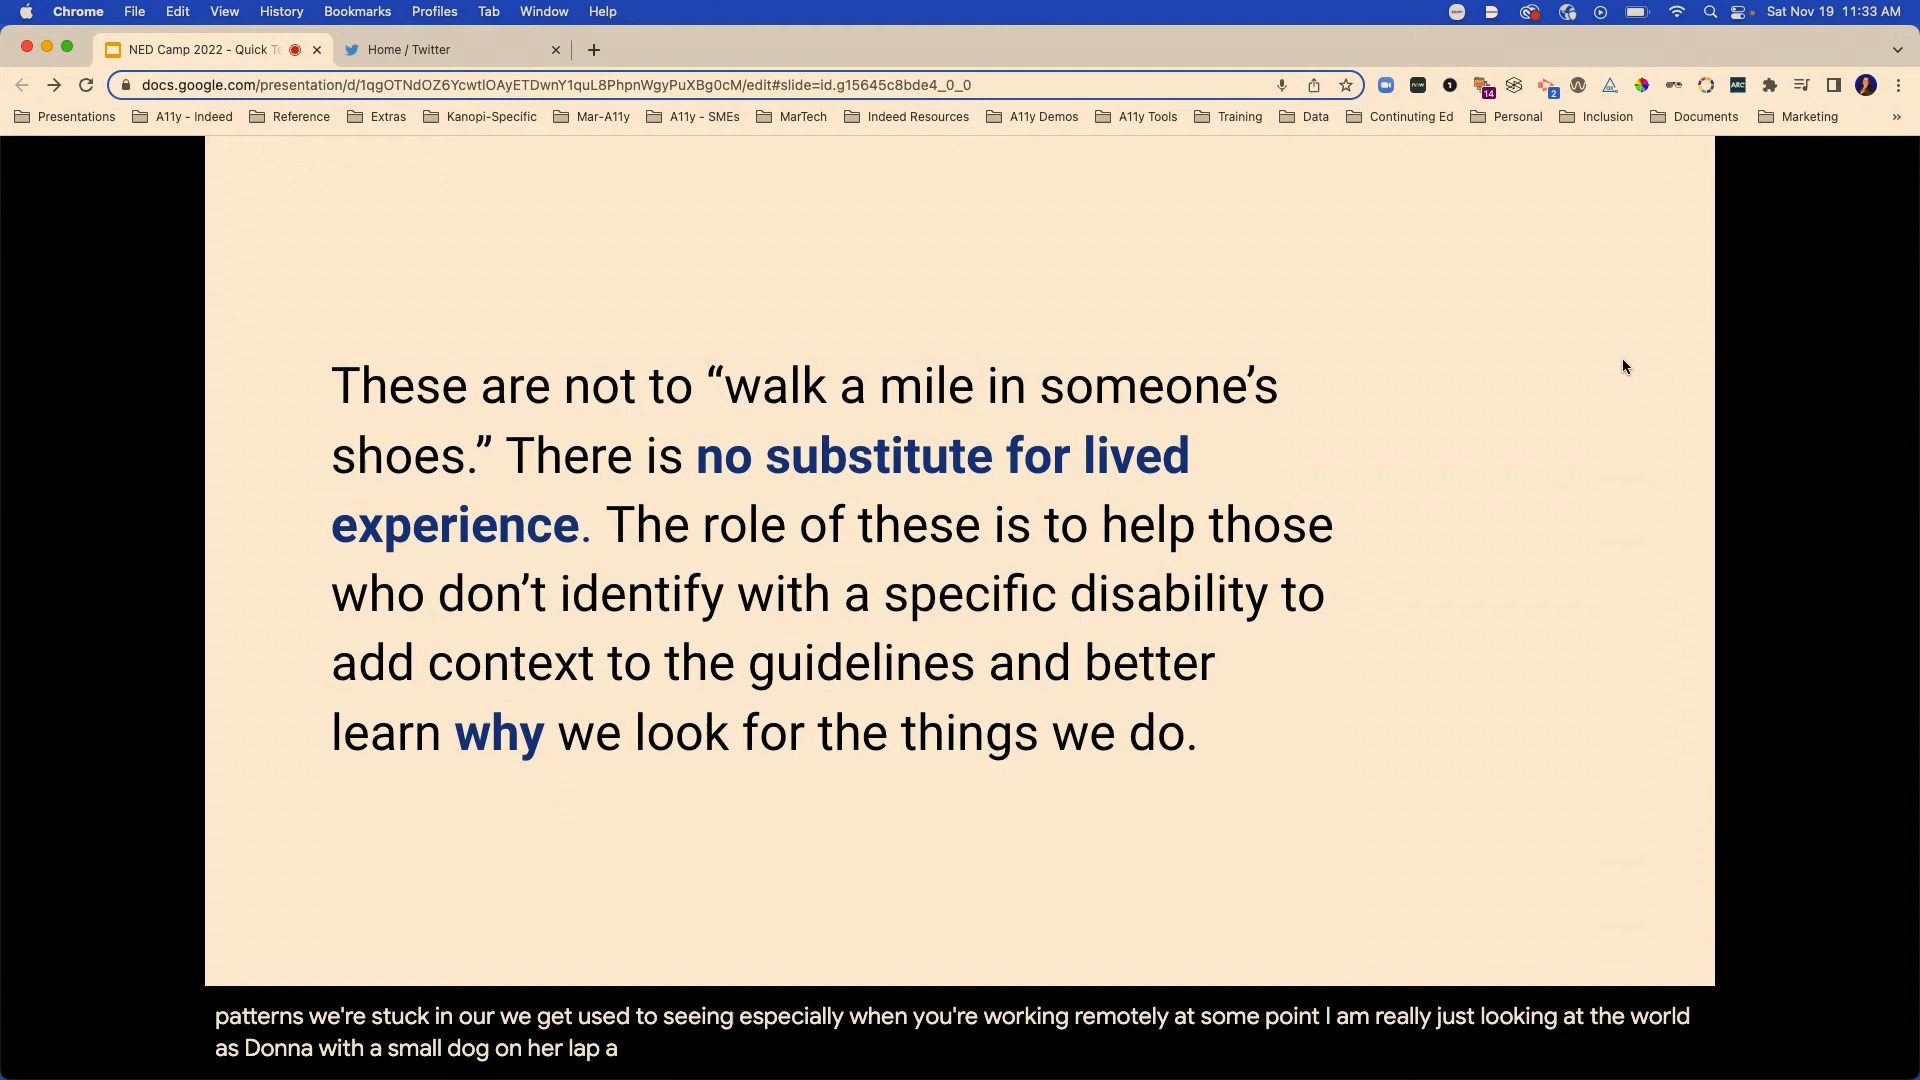 Chrome File Edit View History Bookmarks Profiles Tab Window Help Sat Nov 19 11:33 AM
NED Camp 2022 - Quick Te Home / Twitter
docs.google.com/presentation/d/1qgOTNdOZ6YcwtlOAyETDwnY1quL8PhpnWgyPuXBg0cM/edit#slide=id.g15645c8bde4_0_0
14 2 ARC
Presentations A11y - Indeed Reference Extras Kanopi-Specific Mar-A11y A11y - SMEs MarTech Indeed Resources A11y Demos A11y Tools Training Data Continuting Ed Personal Inclusion Documents Marketing »
These are not to “walk a mile in someone’s
shoes.” There is no substitute for lived
experience. The role of these is to help those
who don’t identify with a specific disability to
add context to the guidelines and better
learn why we look for the things we do.
patterns we're stuck in our we get used to seeing especially when you're working remotely at some point I am really just looking at the world
as Donna with a small dog on her lap a